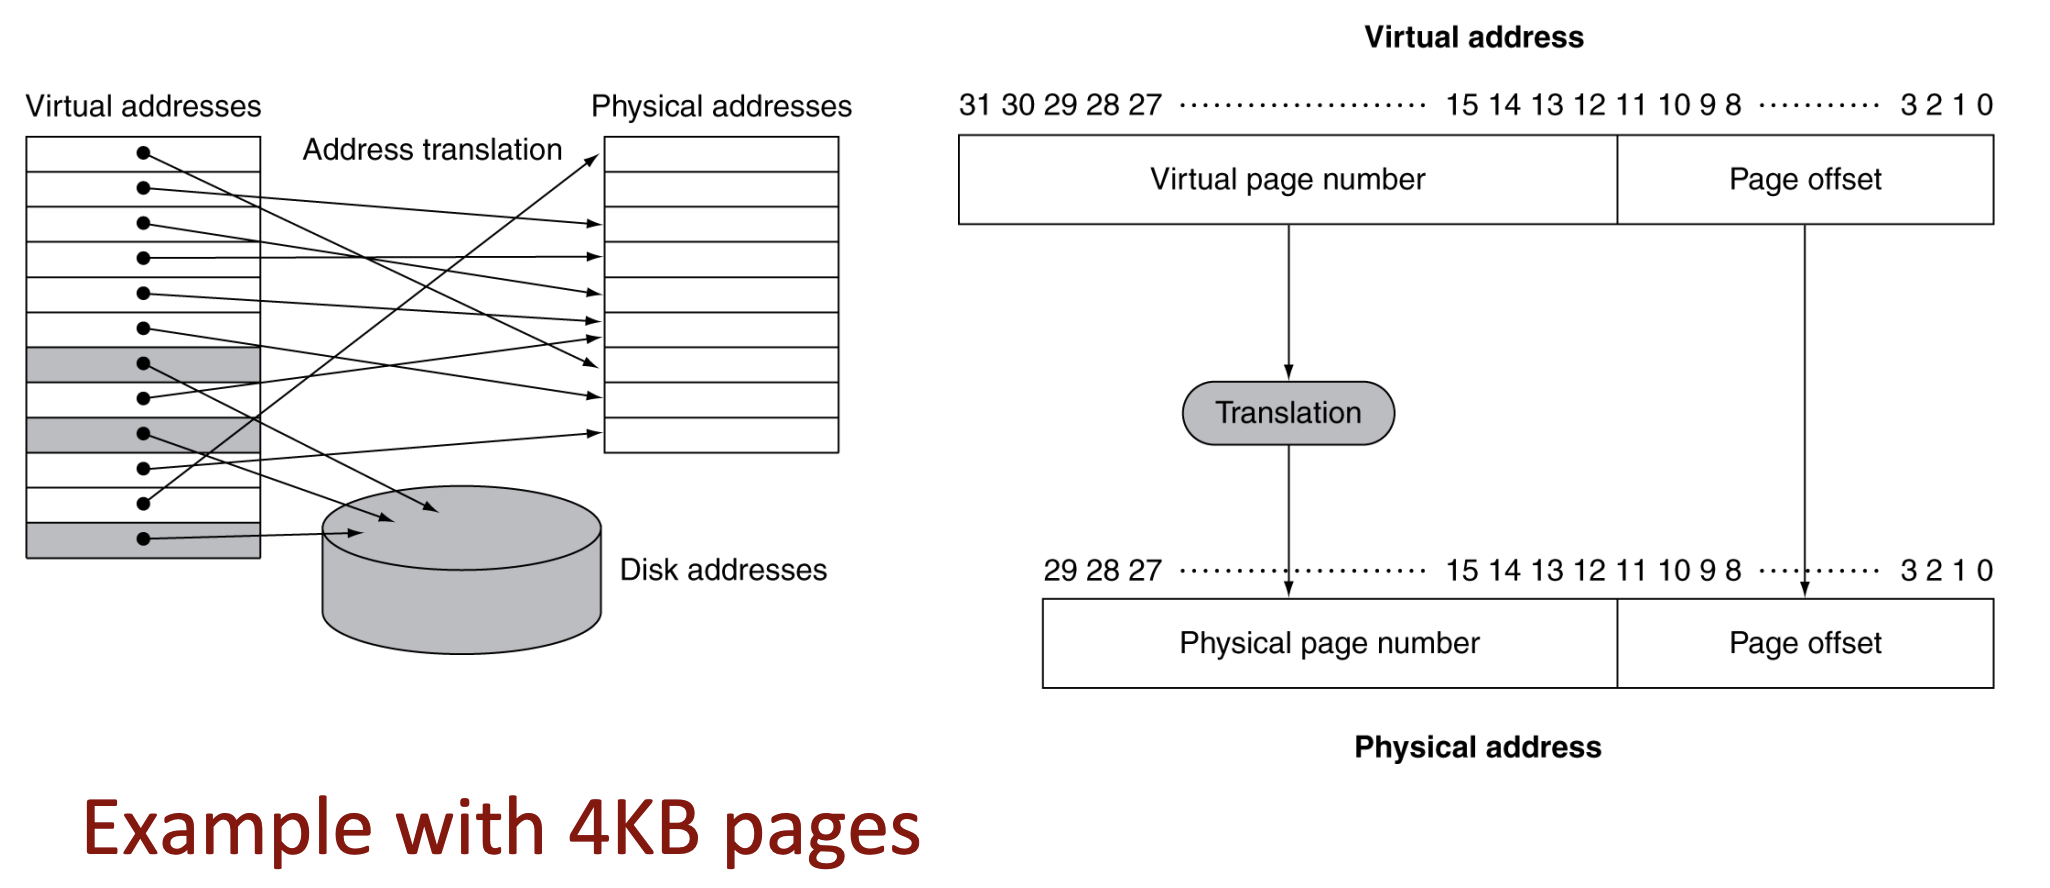 Virtual addresses
Address translation
Physical addresses
Disk addresses
Virtual address
31 30 29 28 27 ······················ 15 14 13 12 11 10 9 8 ··········· 3 2 1 0
Virtual page number
Page offset
Translation
29 28 27 ······················ 15 14 13 12 11 10 9 8 ··········· 3 2 1 0
Physical page number
Page offset
Physical address
Example with 4KB pages